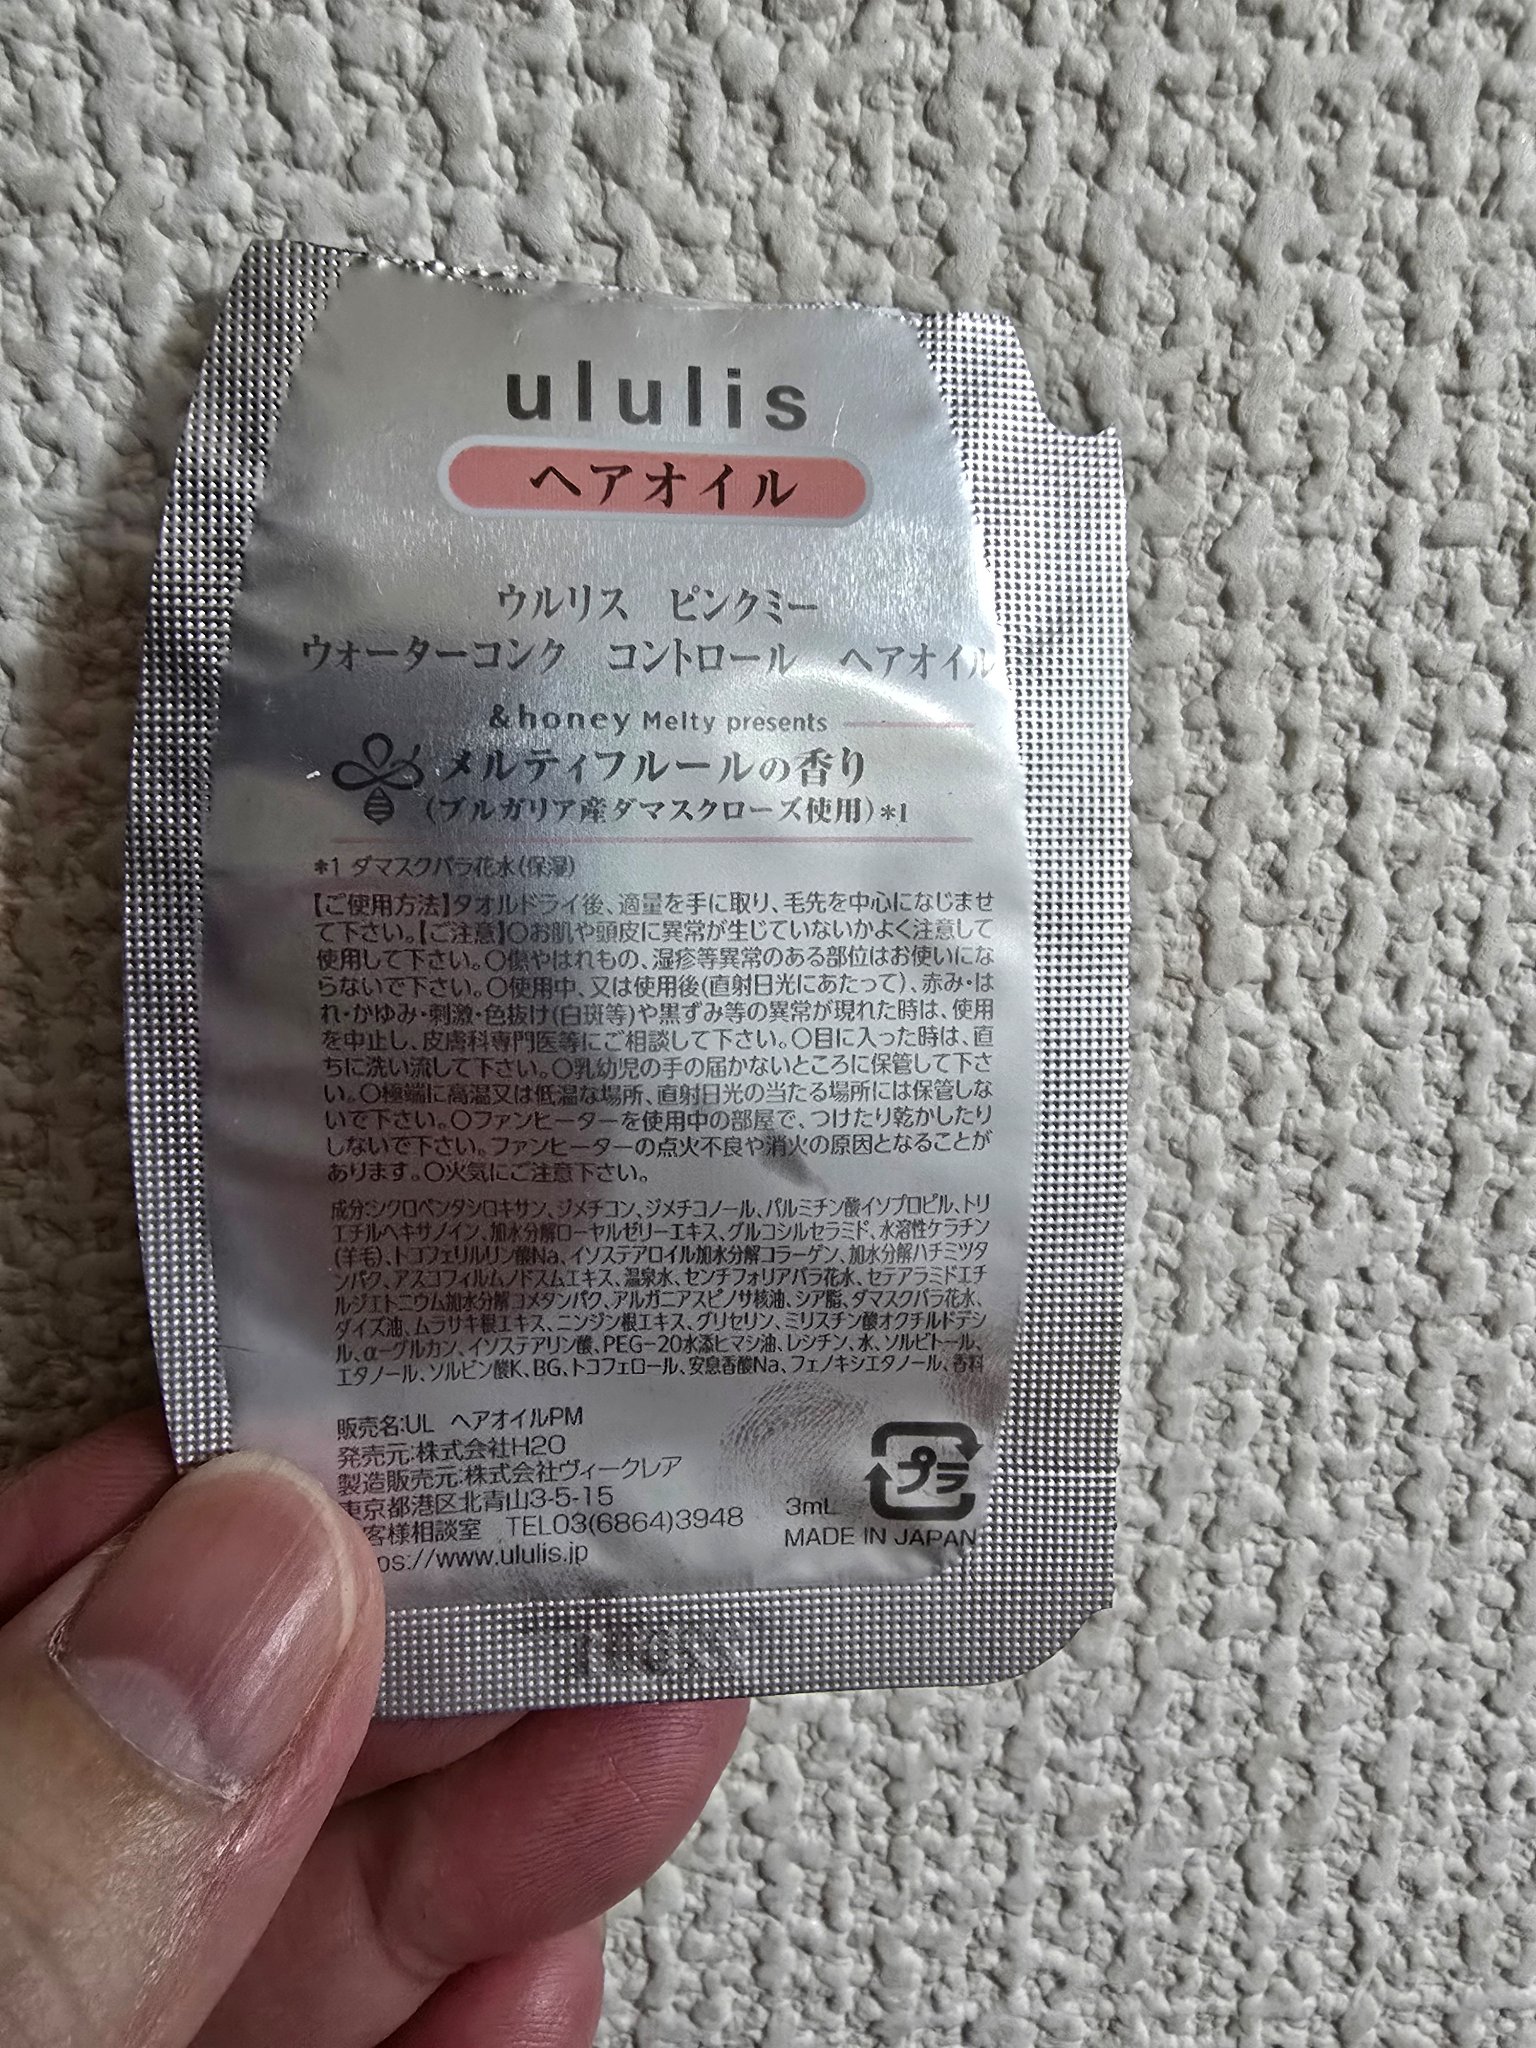 ululis
ヘアオイル
ウルリス ピンクミー
ウォーターコンク コントロール ヘアオイル
&honey Melty presents
メルティフルールの香り
(ブルガリア産ダマスクローズ使用)*1
*1 ダマスクバラ花水(保湿)
【ご使用方法】タオルドライ後、適量を手に取り、毛先を中心になじませ
て下さい。【ご注意】○お肌や頭皮に異常が生じていないかよく注意して
使用して下さい。○傷やはれもの、湿疹等異常のある部位はお使いにな
らないで下さい。○使用中、又は使用後(直射日光にあたって)、赤み・は
れ・かゆみ・刺激・色抜け(白斑等)や黒ずみ等の異常が現れた時は、使用
を中止し、皮膚科専門医等にご相談して下さい。○目に入った時は、直
ちに洗い流して下さい。○乳幼児の手の届かないところに保管して下さ
い。○極端に高温又は低温な場所、直射日光の当たる場所には保管しな
いで下さい。○ファンヒーターを使用中の部屋で、つけたり乾かしたり
しないで下さい。ファンヒーターの点火不良や消火の原因となることが
あります。○火気にご注意下さい。
成分:シクロペンタシロキサン、ジメチコン、ジメチコノール、パルミチン酸イソプロピル、トリ
エチルヘキサノイン、加水分解ローヤルゼリーエキス、グルコシルセラミド、水溶性ケラチン
(羊毛)、トコフェリルリン酸Na、イソステアロイル加水分解コラーゲン、加水分解ハチミツタ
ンパク、アスコフィルムノドスムエキス、温泉水、センチフォリアバラ花水、セテアラミドエチ
ルジエトニウム加水分解コメタンパク、アルガニアスピノサ核油、シア脂、ダマスクバラ花水、
ダイズ油、ムラサキ根エキス、ニンジン根エキス、グリセリン、ミリスチン酸オクチルドデシ
ル、α-グルカン、イソステアリン酸、PEG-20水添ヒマシ油、レシチン、水、ソルビトール、
エタノール、ソルビン酸K、BG、トコフェロール、安息香酸Na、フェノキシエタノール、香料
販売名:UL ヘアオイルPM
発売元:株式会社H2O
製造販売元:株式会社ヴィークレア
東京都港区北青山3-5-15
客様相談室 TEL03(6864)3948
ps://www.ululis.jp
プラ
3mL
MADE IN JAPAN